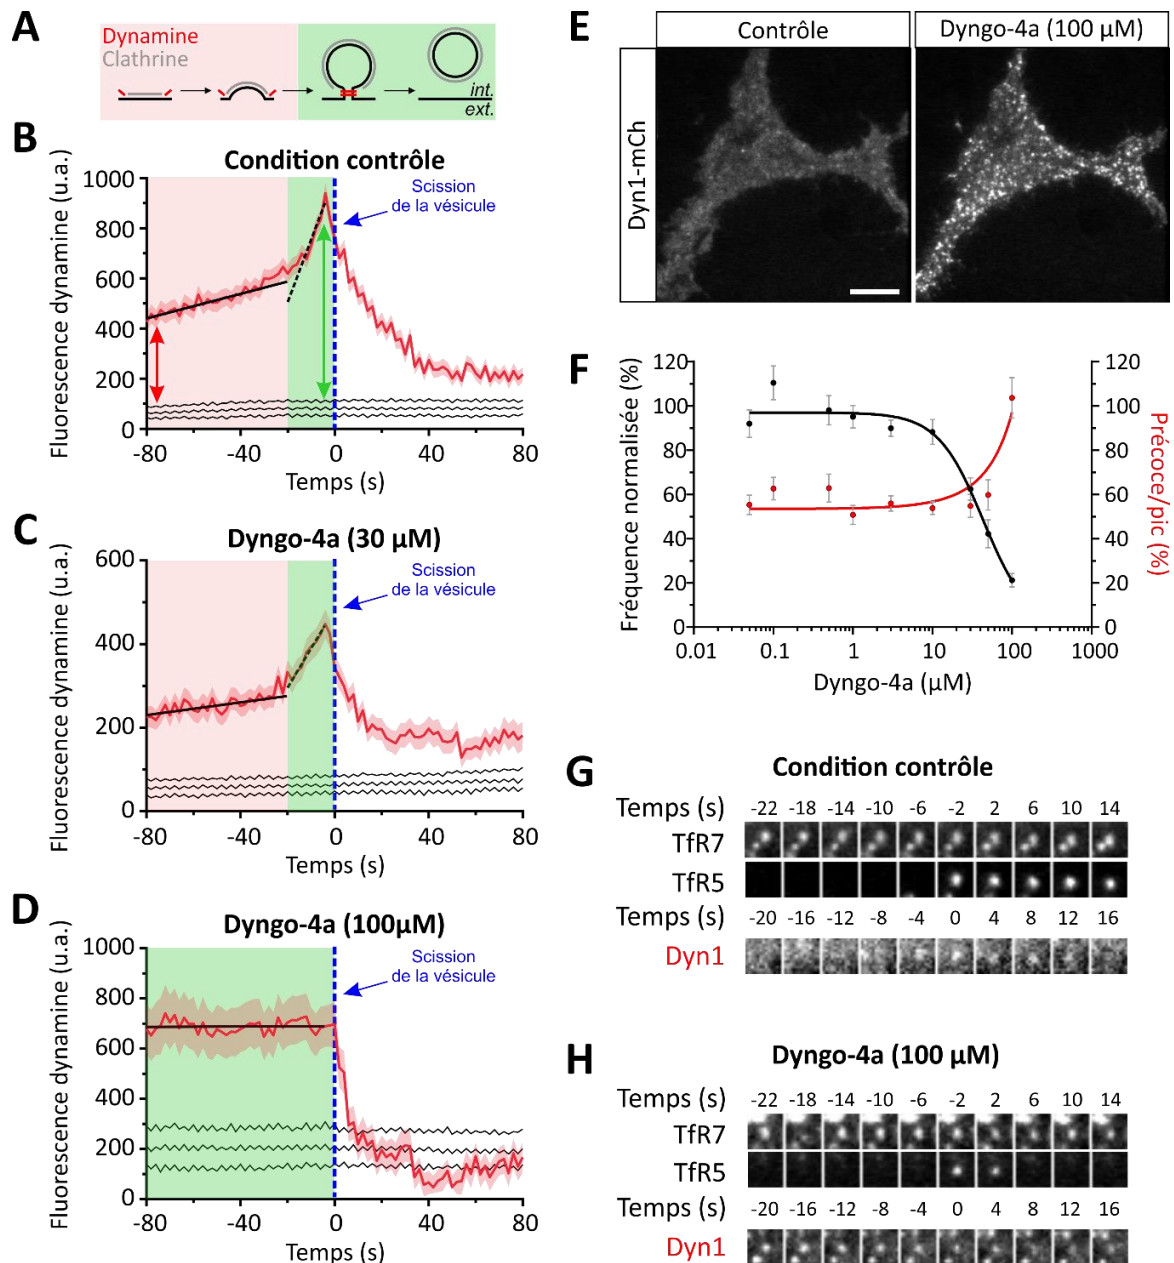 A
Dynamine
Clathrine
int.
ext.
B
Condition contrôle
Fluorescence dynamine (u.a.)
1000
800
600
400
200
0
Scission
de la vésicule
-80 -40 0 40 80
Temps (s)
C
Dyngo-4a (30 µM)
Fluorescence dynamine (u.a.)
600
400
200
0
Scission
de la vésicule
-80 -40 0 40 80
Temps (s)
D
Dyngo-4a (100µM)
Fluorescence dynamine (u.a.)
1000
800
600
400
200
0
Scission
de la vésicule
-80 -40 0 40 80
Temps (s)
E
Contrôle
Dyngo-4a (100 µM)
Dyn1-mCh
F
Fréquence normalisée (%)
120
100
80
60
40
20
0
120
100
80
60
40
20
0
Précoce/pic (%)
0.01 0.1 1 10 100 1000
Dyngo-4a (µM)
G
Condition contrôle
Temps (s) -22 -18 -14 -10 -6 -2 2 6 10 14
TfR7
TfR5
Temps (s) -20 -16 -12 -8 -4 0 4 8 12 16
Dyn1
H
Dyngo-4a (100 µM)
Temps (s) -22 -18 -14 -10 -6 -2 2 6 10 14
TfR7
TfR5
Temps (s) -20 -16 -12 -8 -4 0 4 8 12 16
Dyn1